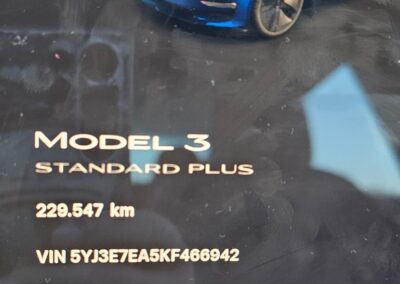 MODEL 3
STANDARD PLUS
229.547 km
VIN 5YJ3E7EA5KF466942